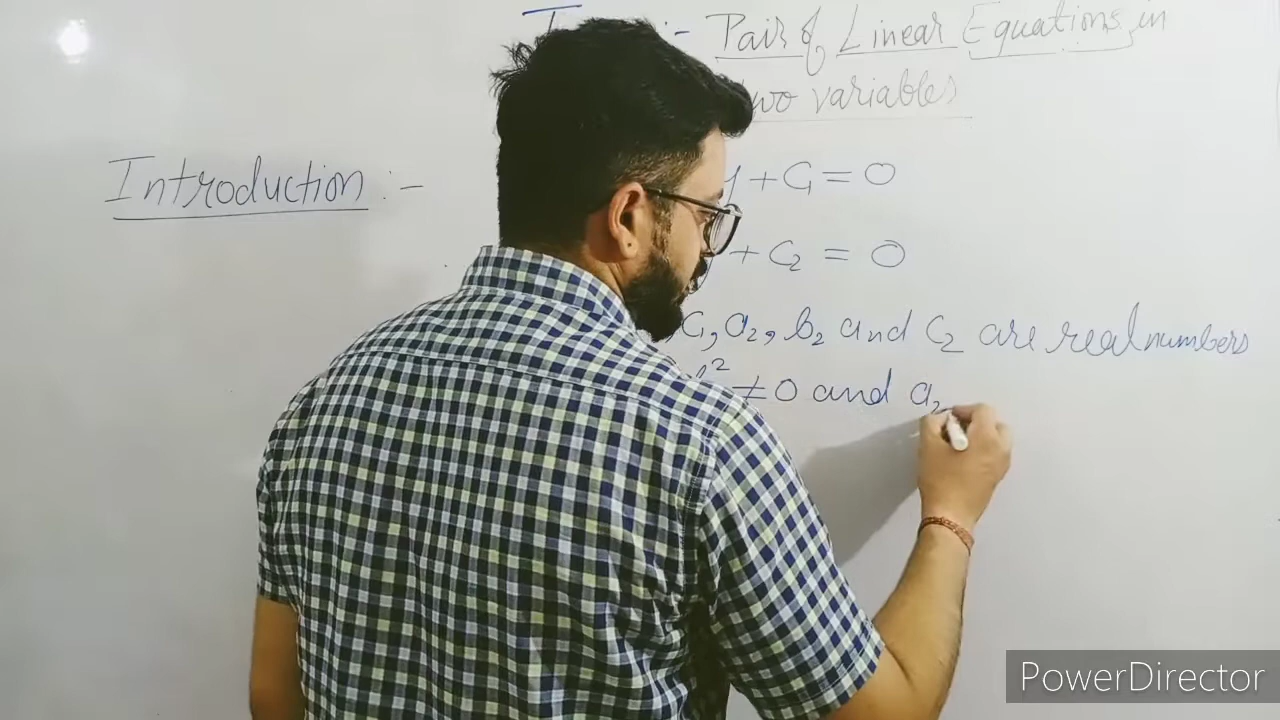 :- Pair of Linear Equations in
two variables
Introduction :-
y + C₁ = 0
+ C₂ = 0
C₁, a₂, b₂ and C₂ are real numbers
² ≠ 0 and a₂
PowerDirector